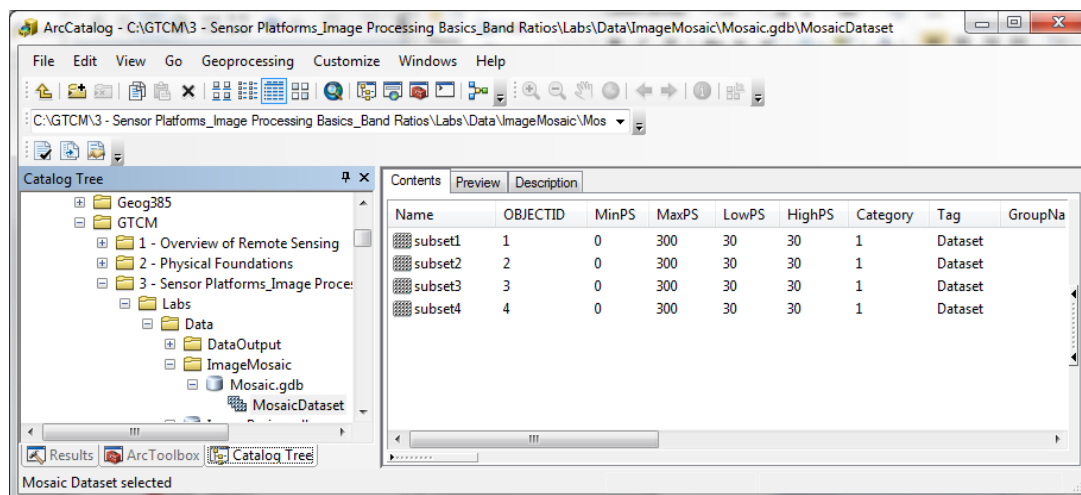 ArcCatalog - C:\GTCM\3 - Sensor Platforms_Image Processing Basics_Band Ratios\Labs\Data\ImageMosaic\Mosaic.gdb\MosaicDataset
File Edit View Go Geoprocessing Customize Windows Help
C:\GTCM\3 - Sensor Platforms_Image Processing Basics_Band Ratios\Labs\Data\ImageMosaic\Mos
Catalog Tree
Geog385
GTCM
1 - Overview of Remote Sensing
2 - Physical Foundations
3 - Sensor Platforms_Image Proce
Labs
Data
DataOutput
ImageMosaic
Mosaic.gdb
MosaicDataset
Results ArcToolbox Catalog Tree
Contents Preview Description
Name OBJECTID MinPS MaxPS LowPS HighPS Category Tag GroupNa
subset1 1 0 300 30 30 1 Dataset
subset2 2 0 300 30 30 1 Dataset
subset3 3 0 300 30 30 1 Dataset
subset4 4 0 300 30 30 1 Dataset
Mosaic Dataset selected